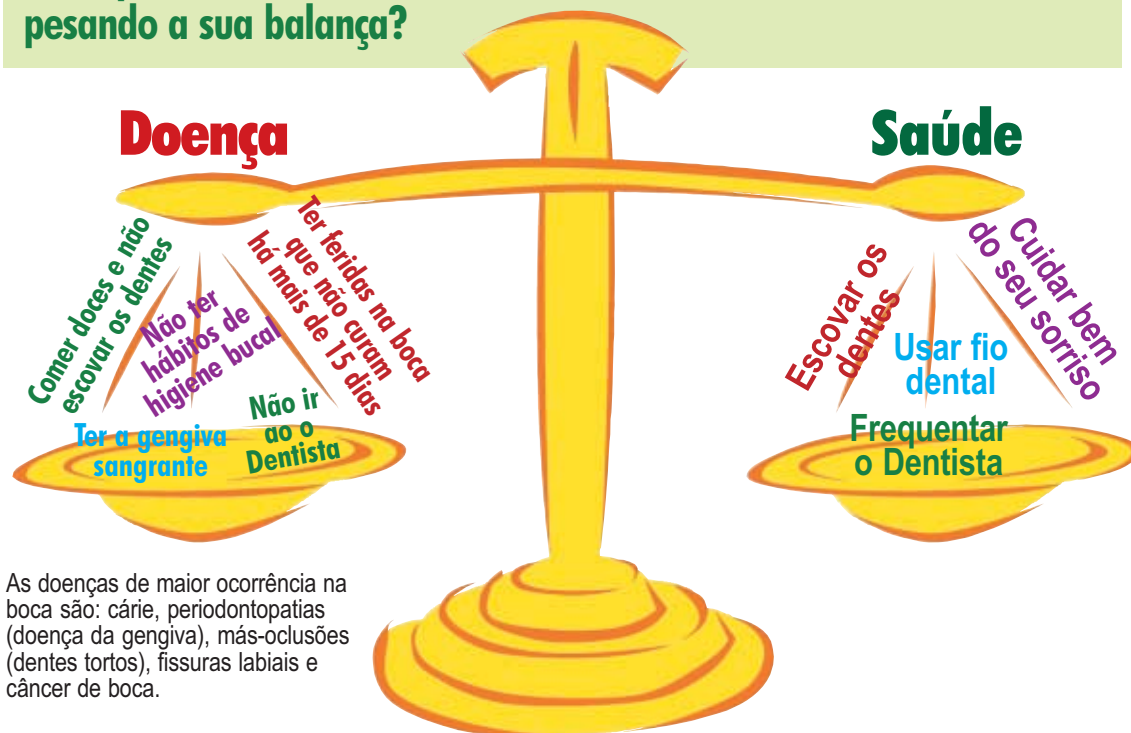 pesando a sua balança?
Doença
Saúde
Comer doces e não
escovar os dentes
Não ter
hábitos de
higiene bucal
Ter feridas na boca
que não curam
há mais de 15 dias
Ter a gengiva
sangrante
Não ir
ao o
Dentista
Escovar os
dentes
Usar fio
dental
Cuidar bem
do seu sorriso
Frequentar
o Dentista
As doenças de maior ocorrência na
boca são: cárie, periodontopatias
(doença da gengiva), más-oclusões
(dentes tortos), fissuras labiais e
câncer de boca.